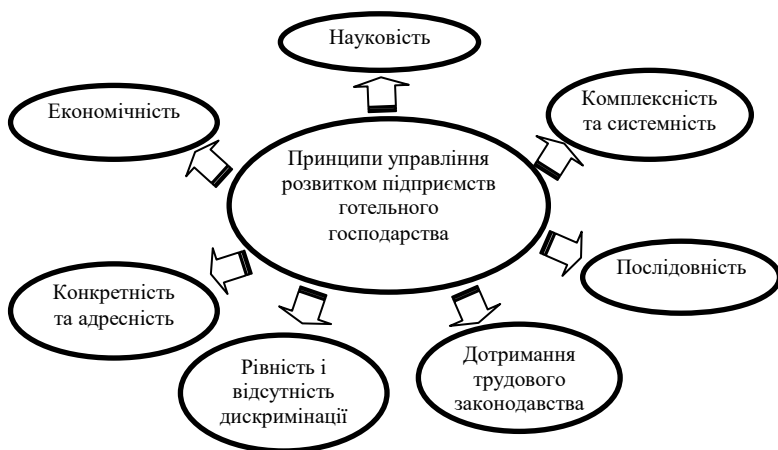 Науковість
Економічність
Комплексність
та системність
Принципи управління
розвитком підприємств
готельного
господарства
Послідовність
Конкретність
та адресність
Рівність і
відсутність
дискримінації
Дотримання
трудового
законодавства